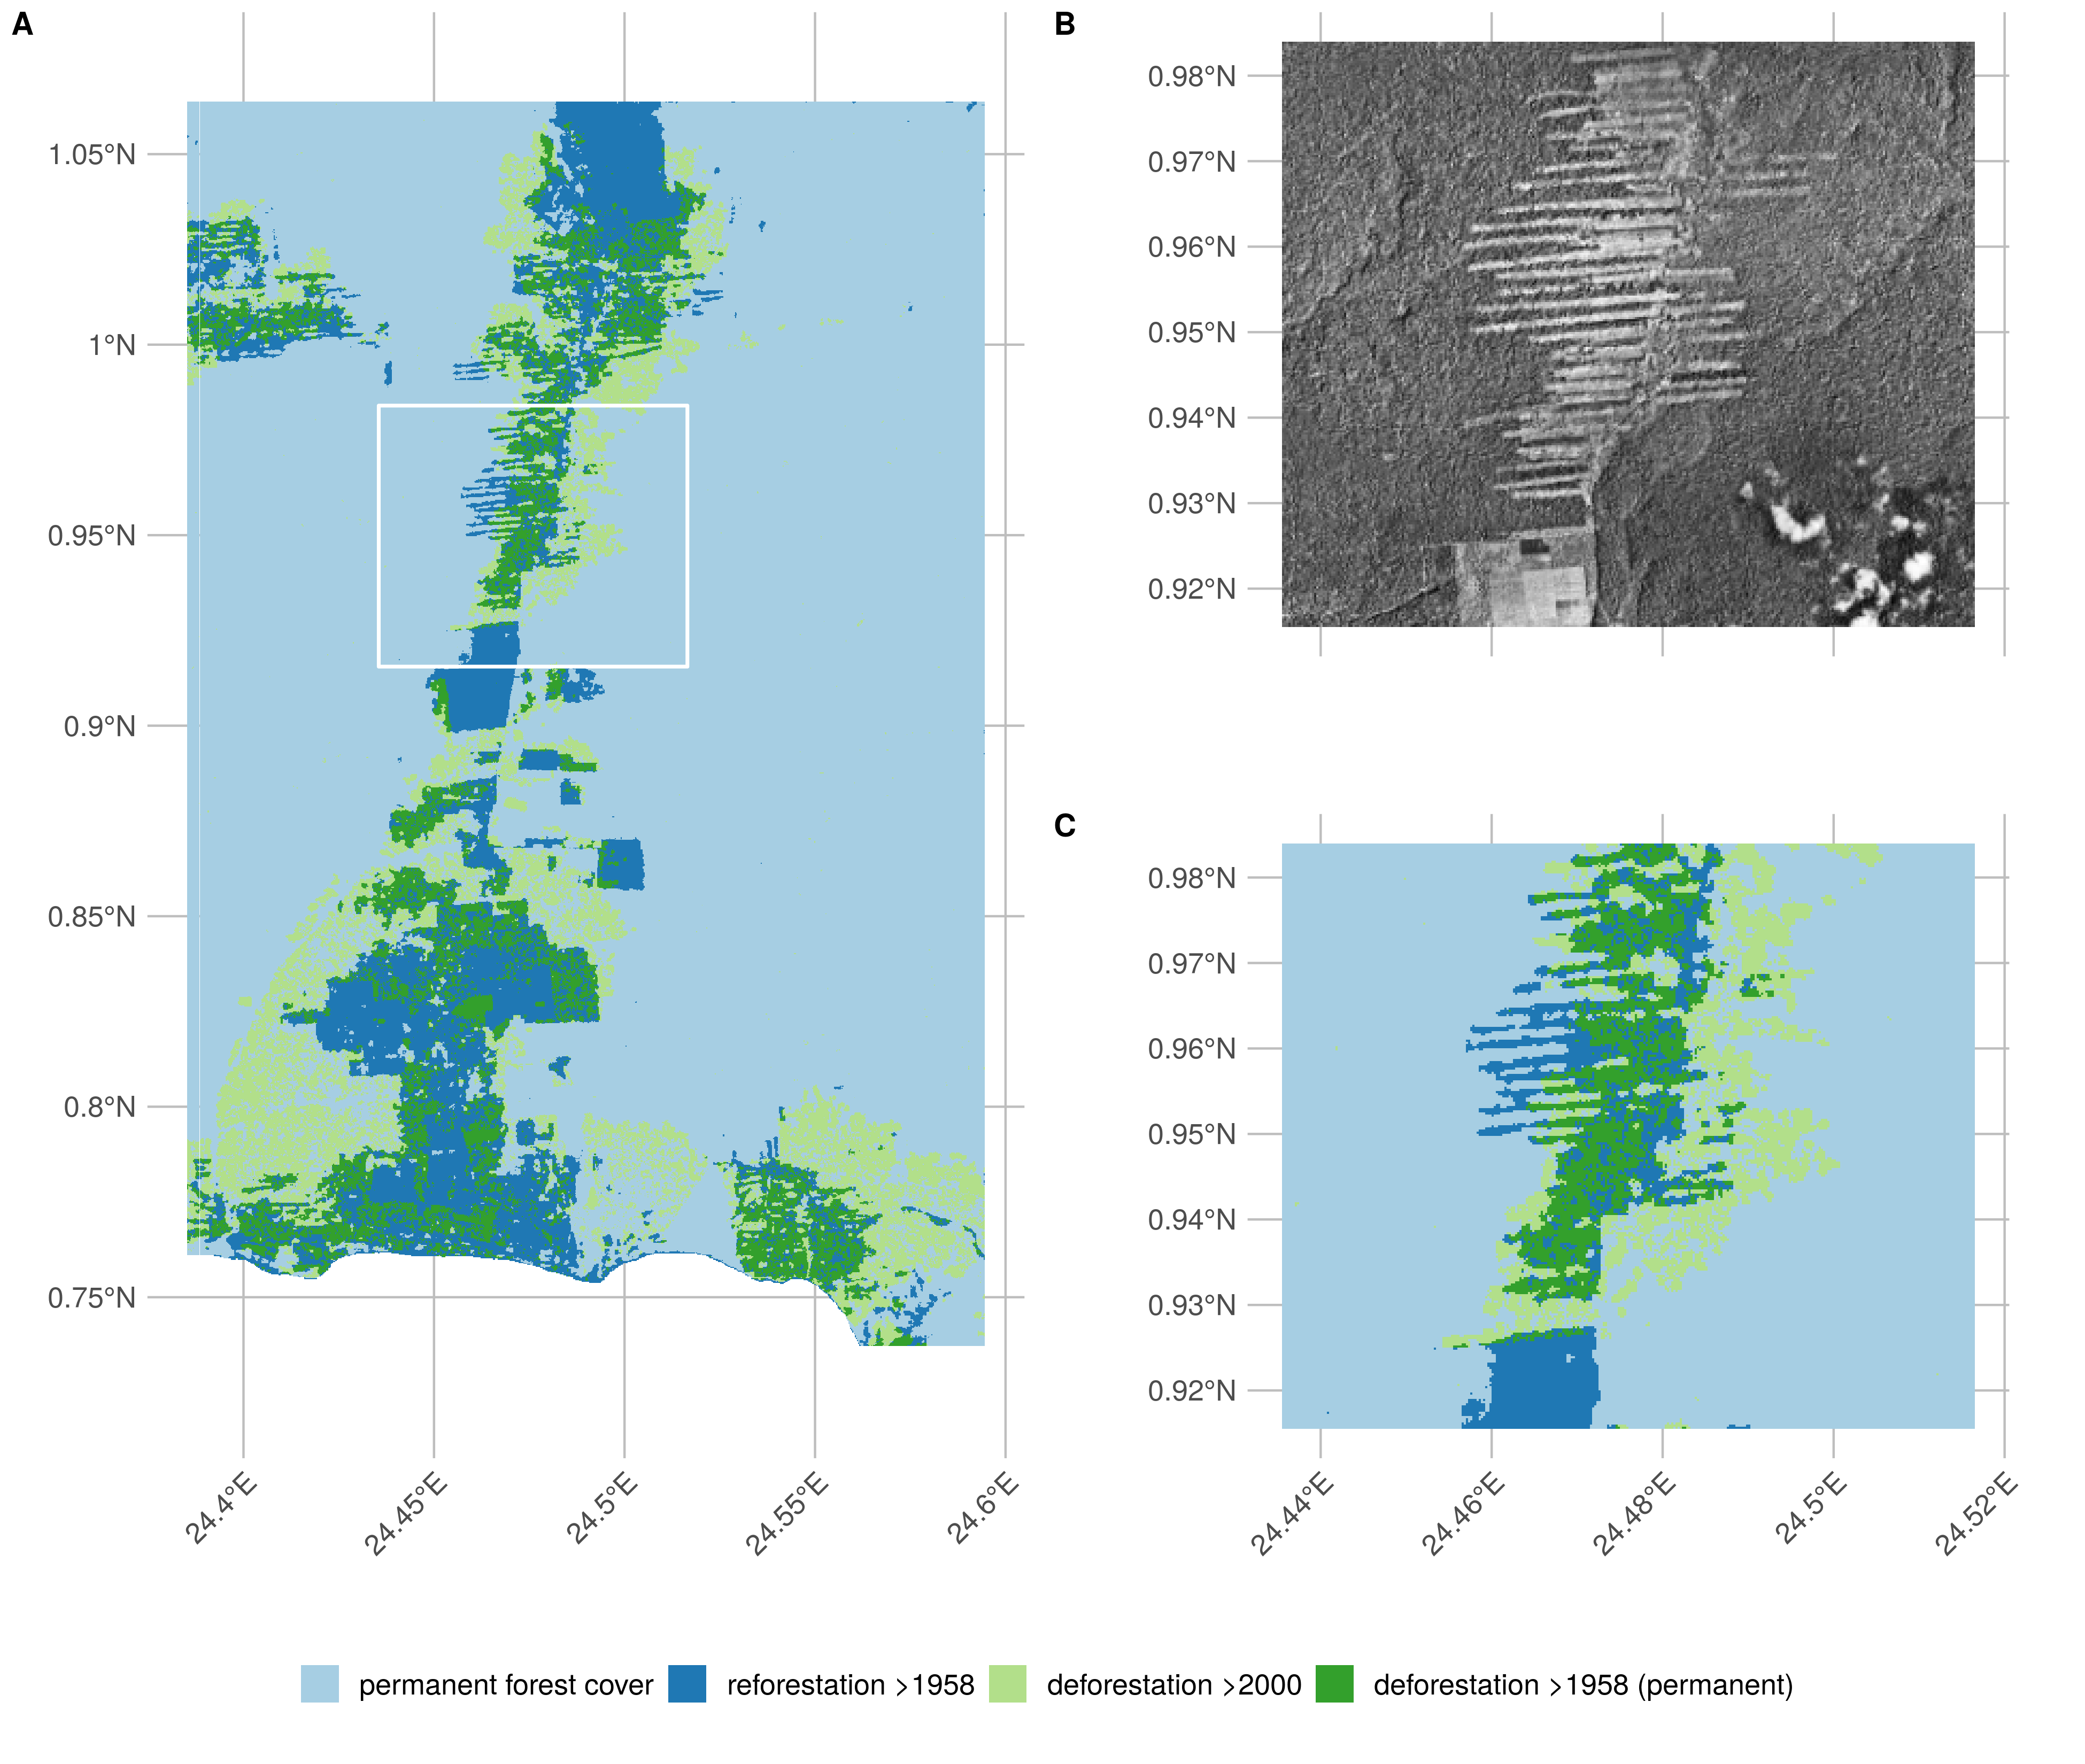 A
1.05°N
1°N
0.95°N
0.9°N
0.85°N
0.8°N
0.75°N
24.4°E
24.45°E
24.5°E
24.55°E
24.6°E
B
0.98°N
0.97°N
0.96°N
0.95°N
0.94°N
0.93°N
0.92°N
C
0.98°N
0.97°N
0.96°N
0.95°N
0.94°N
0.93°N
0.92°N
24.44°E
24.46°E
24.48°E
24.5°E
24.52°E
permanent forest cover reforestation >1958 deforestation >2000 deforestation >1958 (permanent)